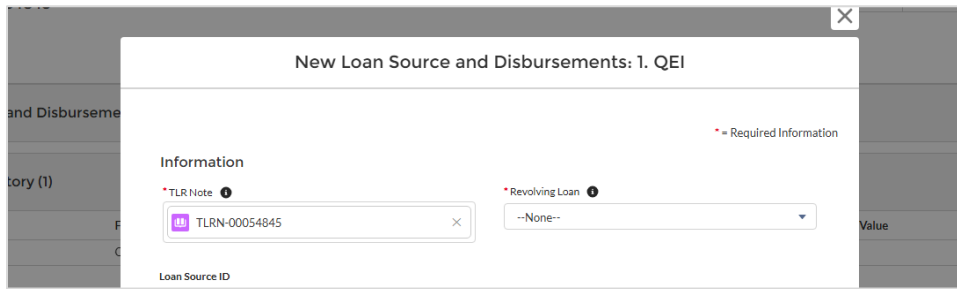 New Loan Source and Disbursements: 1. QEI
and Disburseme
* = Required Information
Information
tory (1)
* TLR Note
* Revolving Loan
TLRN-00054845
--None--
Value
Loan Source ID